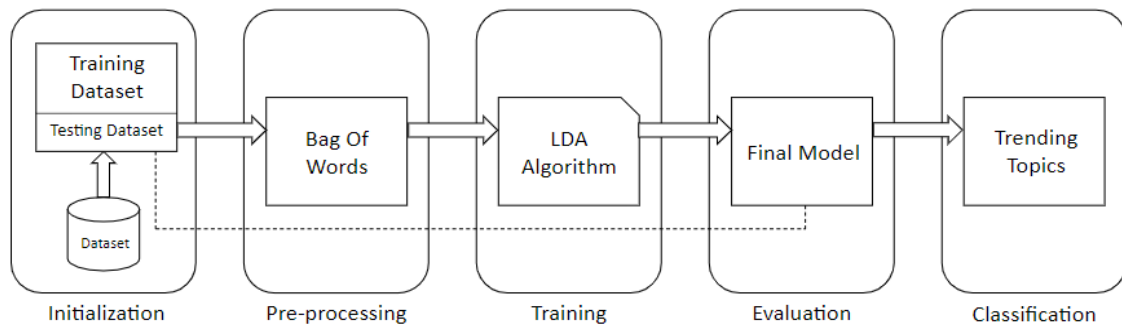 Training
Dataset
Testing Dataset
Dataset
Initialization
Bag Of
Words
Pre-processing
LDA
Algorithm
Training
Final Model
Evaluation
Trending
Topics
Classification